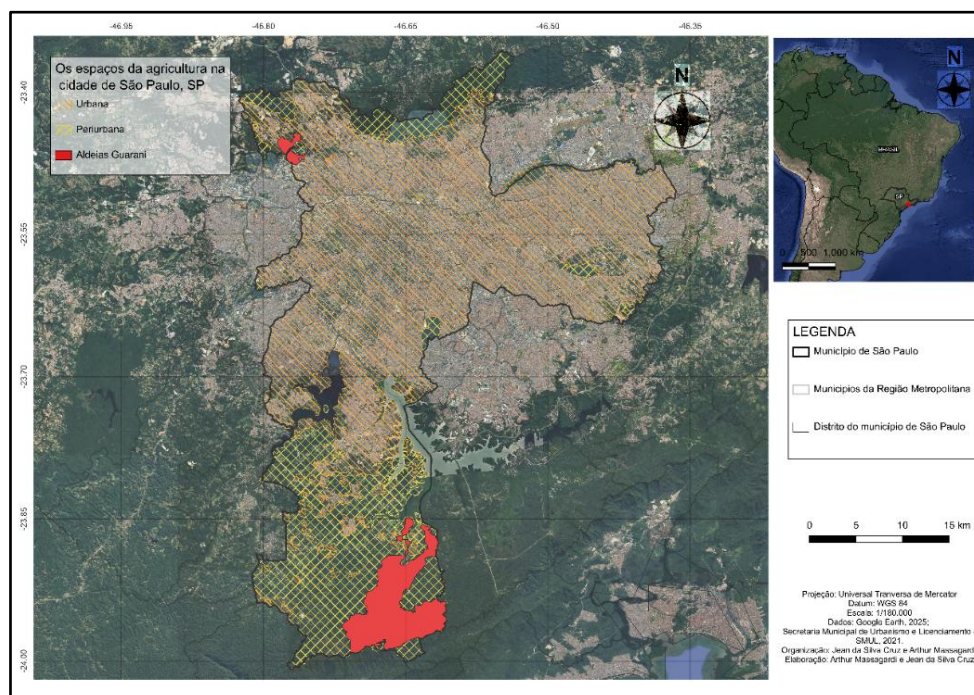 -46.95 -46.80 -46.65 -46.50 -46.35
-23.40
-23.55
-23.70
-23.85
-24.00
Os espaços da agricultura na
cidade de São Paulo, SP
Urbana
Periurbana
Aldeias Guarani
N
N
BRASIL
SP
0 500 1,000 km
LEGENDA
Município de São Paulo
Municípios da Região Metropolitana
Distrito do município de São Paulo
0 5 10 15 km
Projeção: Universal Tranversa de Mercator
Datum: WGS 84
Escala: 1/180.000
Dados: Google Earth, 2025;
Secretaria Municipal de Urbanismo e Licenciamento -
SMUL, 2021.
Organização: Jean da Silva Cruz e Arthur Massagardi
Elaboração: Arthur Massagardi e Jean da Silva Cruz